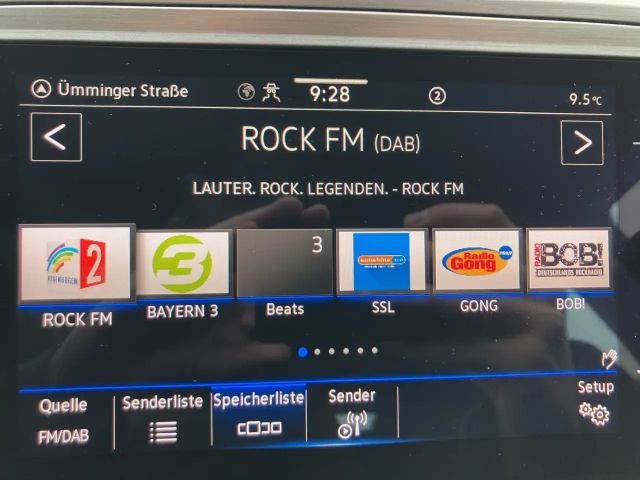 Ümminger Straße
9:28
2
9.5°C
<
ROCK FM (DAB)
>
LAUTER. ROCK. LEGENDEN. - ROCK FM
REGENBOGEN 2
3
3
Radio
Gong
RADIO BOB!
DEUTSCHLANDS ROCKRADIO
ROCK FM
BAYERN 3
Beats
SSL
GONG
BOB!
Quelle
FM/DAB
Senderliste
Speicherliste
Sender
Setup